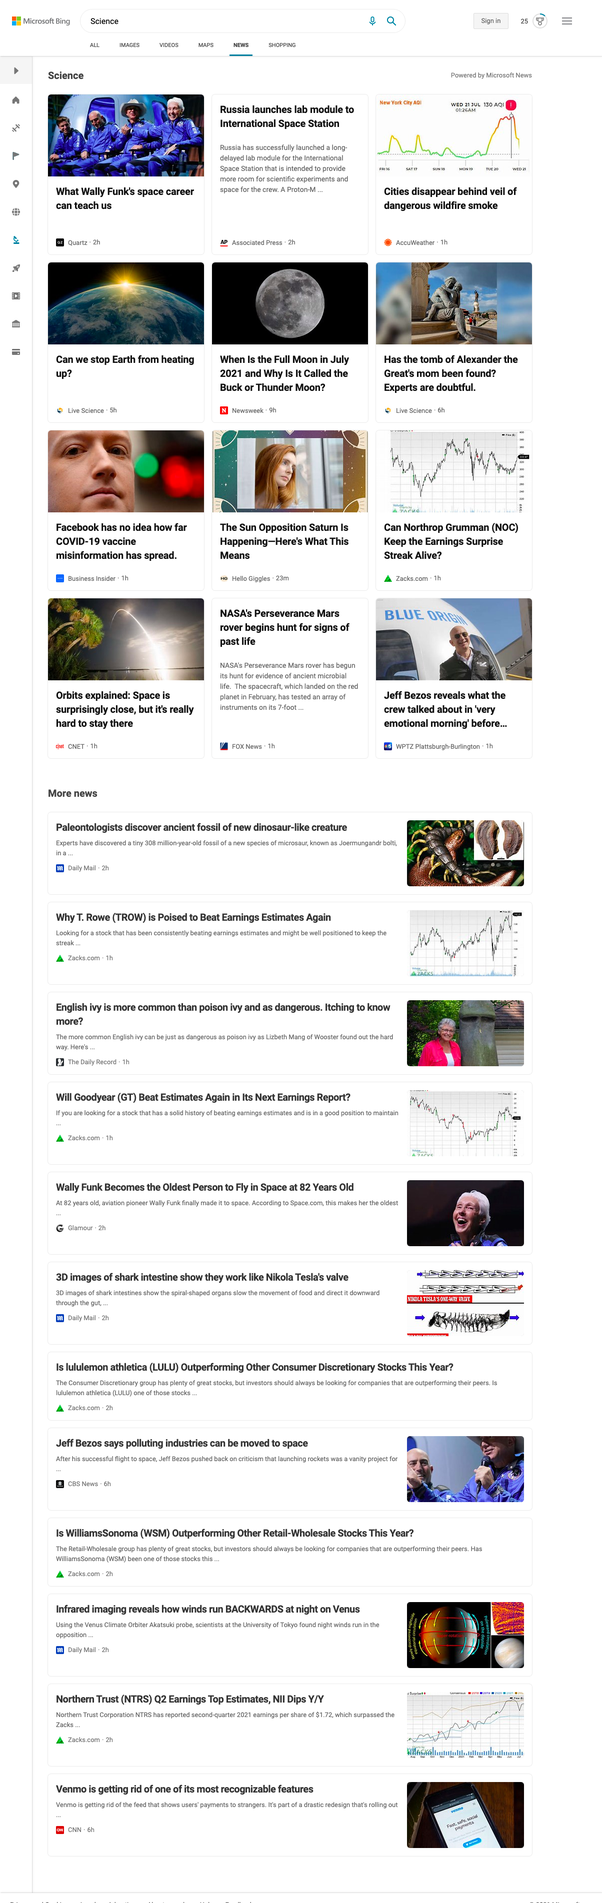 Microsoft Bing
Science
Sign in
25
ALL
IMAGES
VIDEOS
MAPS
NEWS
SHOPPING
Science
Powered by Microsoft News
What Wally Funk's space career
can teach us
Quartz · 2h
Russia launches lab module to
International Space Station
Russia has successfully launched a long-
delayed lab module for the International
Space Station that is intended to provide
more room for scientific experiments and
space for the crew. A Proton-M ...
AP Associated Press · 2h
New York City AQI
WED 21 JUL 130 AQI
01:26AM
FRI 16 SAT 17 SUN 18 MON 19 TUE 20 WED 21
Cities disappear behind veil of
dangerous wildfire smoke
AccuWeather · 1h
Can we stop Earth from heating
up?
Live Science · 5h
When Is the Full Moon in July
2021 and Why Is It Called the
Buck or Thunder Moon?
N Newsweek · 9h
Has the tomb of Alexander the
Great's mom been found?
Experts are doubtful.
Live Science · 6h
Facebook has no idea how far
COVID-19 vaccine
misinformation has spread.
Business Insider · 1h
The Sun Opposition Saturn Is
Happening—Here's What This
Means
HG Hello Giggles · 23m
Can Northrop Grumman (NOC)
Keep the Earnings Surprise
Streak Alive?
Zacks.com · 1h
Orbits explained: Space is
surprisingly close, but it's really
hard to stay there
CNET · 1h
NASA's Perseverance Mars
rover begins hunt for signs of
past life
NASA's Perseverance Mars rover has begun
its hunt for evidence of ancient microbial
life. The spacecraft, which landed on the red
planet in February, has tested an array of
instruments on its 7-foot ...
FOX News · 1h
BLUE ORIGIN
Jeff Bezos reveals what the
crew talked about in 'very
emotional morning' before...
WPTZ Plattsburgh-Burlington · 1h
More news
Paleontologists discover ancient fossil of new dinosaur-like creature
Experts have discovered a tiny 308 million-year-old fossil of a new species of microsaur, known as Joermungandr bolti,
in a ...
Daily Mail · 2h
Why T. Rowe (TROW) is Poised to Beat Earnings Estimates Again
Looking for a stock that has been consistently beating earnings estimates and might be well positioned to keep the
streak ...
Zacks.com · 1h
English ivy is more common than poison ivy and as dangerous. Itching to know
more?
The more common English ivy can be just as dangerous as poison ivy as Lizbeth Mang of Wooster found out the hard
way. Here's ...
The Daily Record · 1h
Will Goodyear (GT) Beat Estimates Again in Its Next Earnings Report?
If you are looking for a stock that has a solid history of beating earnings estimates and is in a good position to maintain
...
Zacks.com · 1h
Wally Funk Becomes the Oldest Person to Fly in Space at 82 Years Old
At 82 years old, aviation pioneer Wally Funk finally made it to space. According to Space.com, this makes her the oldest
...
Glamour · 2h
3D images of shark intestine show they work like Nikola Tesla's valve
3D images of shark intestines show the spiral-shaped organs slow the movement of food and direct it downward
through the gut, ...
Daily Mail · 2h
NIKOLA TESLA'S ONE-WAY VALVE
Is lululemon athletica (LULU) Outperforming Other Consumer Discretionary Stocks This Year?
The Consumer Discretionary group has plenty of great stocks, but investors should always be looking for companies that are outperforming their peers. Is
lululemon athletica (LULU) one of those stocks ...
Zacks.com · 2h
Jeff Bezos says polluting industries can be moved to space
After his successful flight to space, Jeff Bezos pushed back on criticism that launching rockets was a vanity project for
...
CBS News · 6h
Is WilliamsSonoma (WSM) Outperforming Other Retail-Wholesale Stocks This Year?
The Retail-Wholesale group has plenty of great stocks, but investors should always be looking for companies that are outperforming their peers. Has
WilliamsSonoma (WSM) been one of those stocks this ...
Zacks.com · 2h
Infrared imaging reveals how winds run BACKWARDS at night on Venus
Using the Venus Climate Orbiter Akatsuki probe, scientists at the University of Tokyo found night winds run in the
opposition ...
Daily Mail · 2h
Northern Trust (NTRS) Q2 Earnings Top Estimates, NII Dips Y/Y
Northern Trust Corporation NTRS has reported second-quarter 2021 earnings per share of $1.72, which surpassed the
Zacks ...
Zacks.com · 2h
Venmo is getting rid of one of its most recognizable features
Venmo is getting rid of the feed that shows users' payments to strangers. It's part of a drastic redesign that's rolling out
...
CNN · 6h
Fast, safe, social
payments